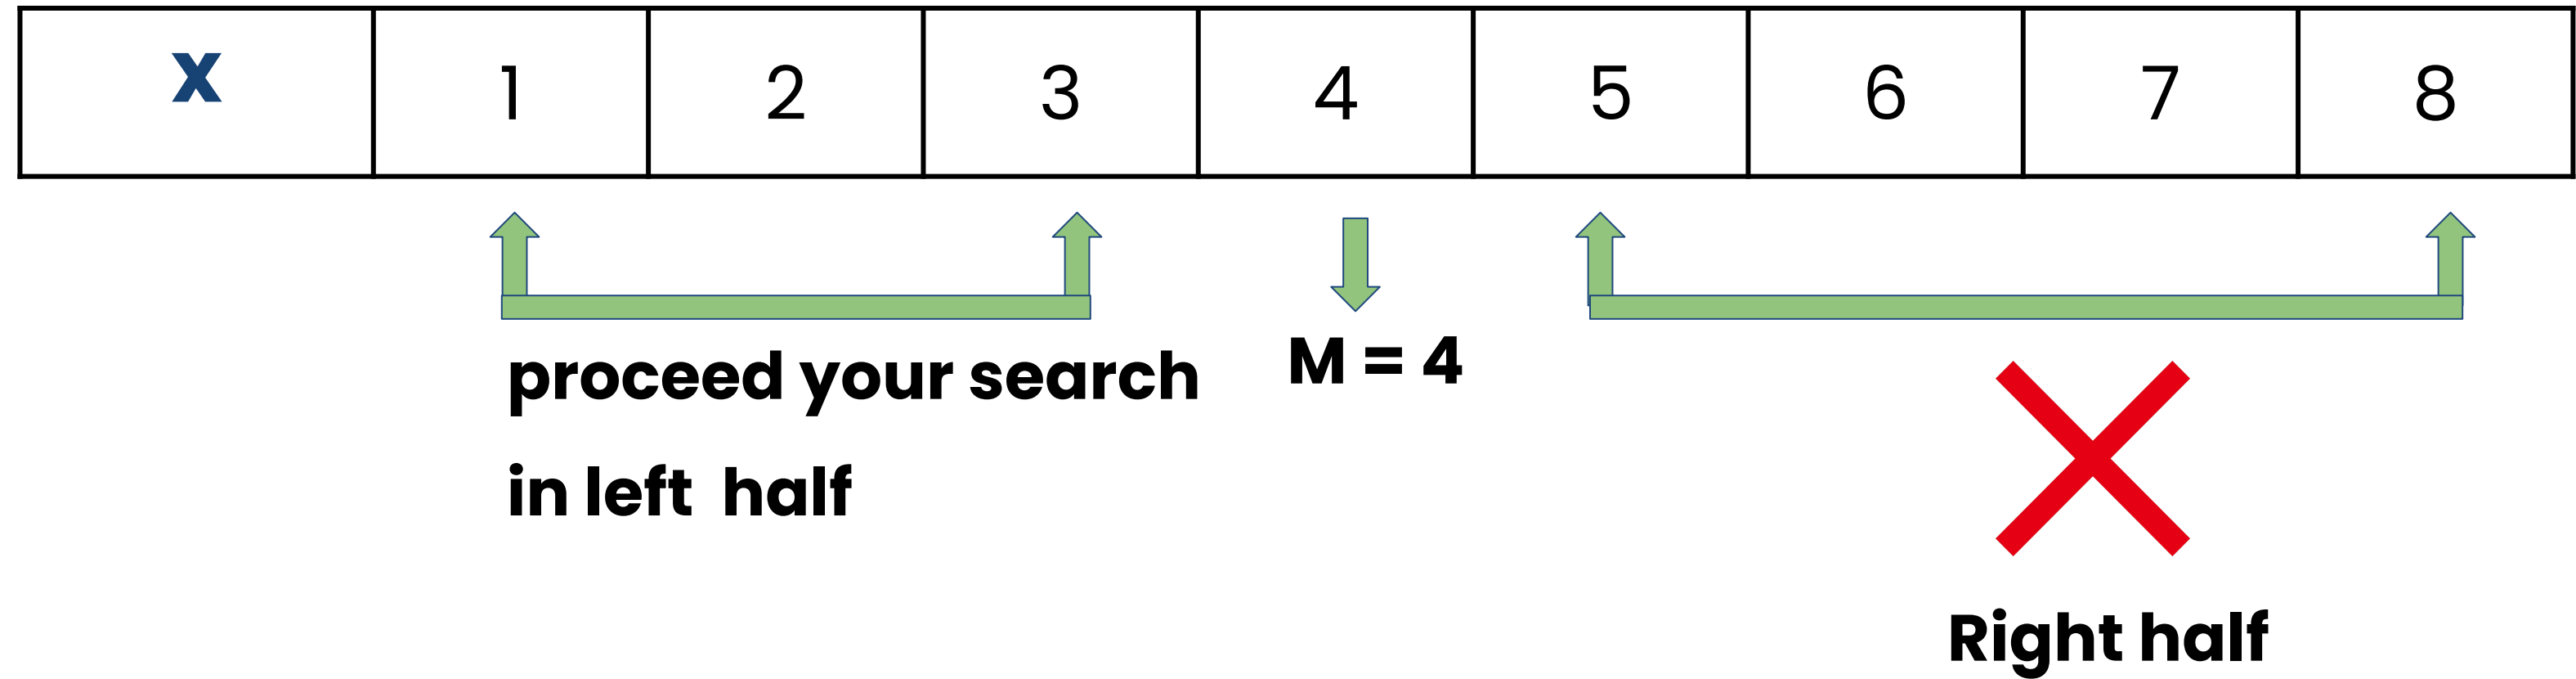 x 1 2 3 4 5 6 7 8
proceed your search
in left half
M = 4
Right half